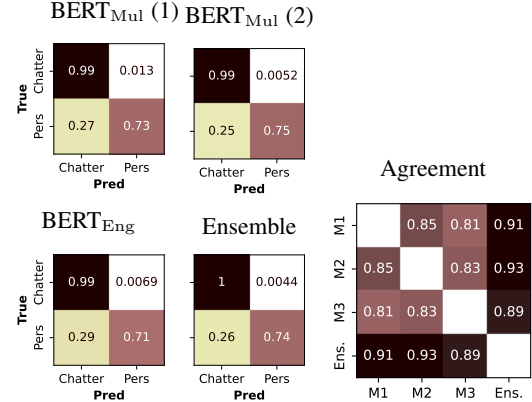 BERT_Mul (1)
BERT_Mul (2)
True
Chatter
Pers
0.99 0.013
0.27 0.73
Chatter Pers
Pred
0.99 0.0052
0.25 0.75
Chatter Pers
Pred
BERT_Eng
Ensemble
True
Chatter
Pers
0.99 0.0069
0.29 0.71
Chatter Pers
Pred
1 0.0044
0.26 0.74
Chatter Pers
Pred
Agreement
M1 0.85 0.81 0.91
M2 0.85 0.83 0.93
M3 0.81 0.83 0.89
Ens. 0.91 0.93 0.89
M1 M2 M3 Ens.